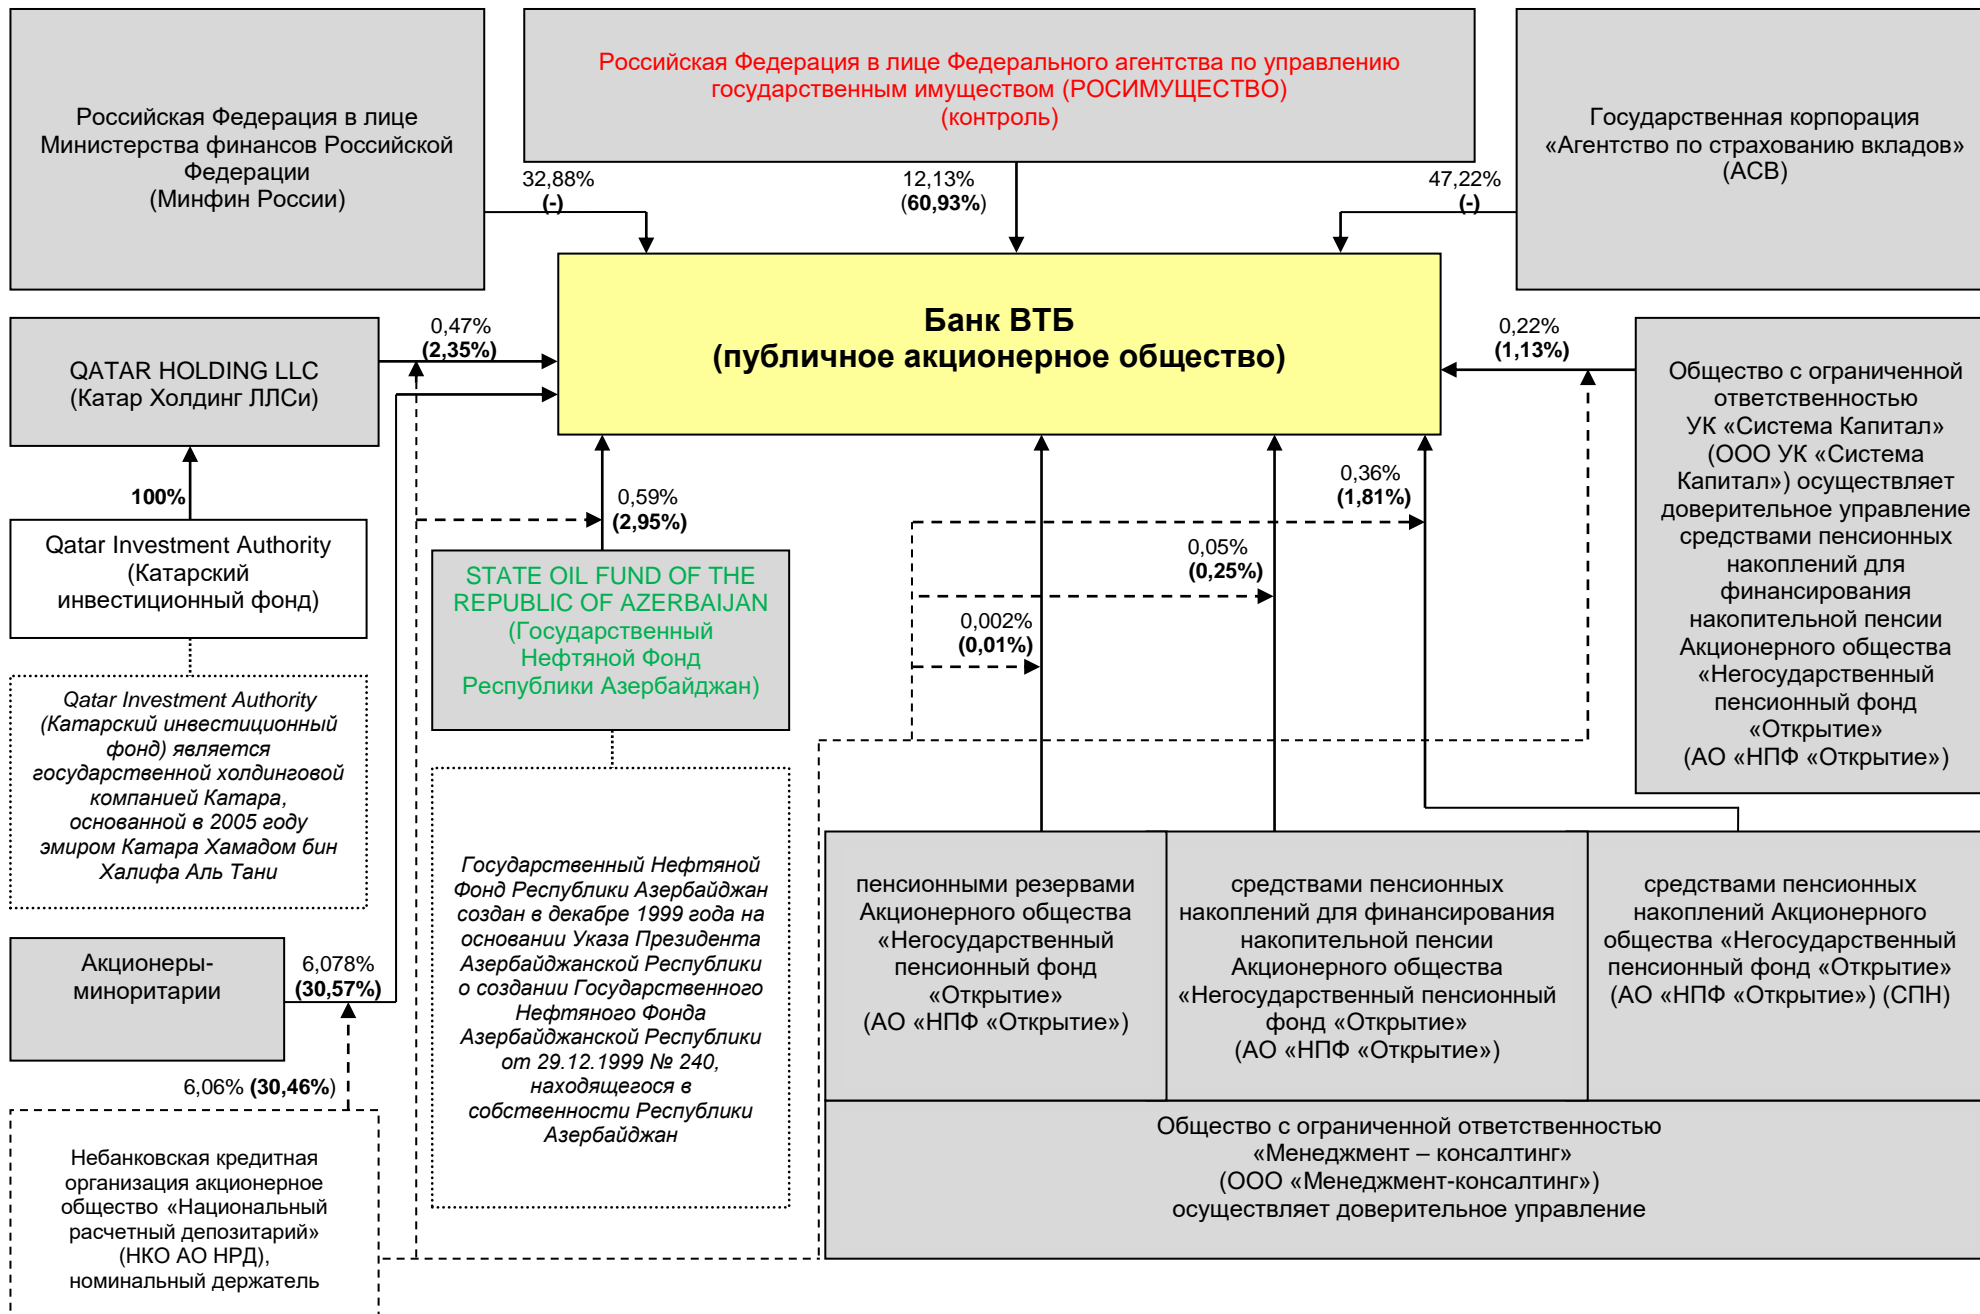 Российская Федерация в лице
Министерства финансов Российской
Федерации
(Минфин России)
Российская Федерация в лице Федерального агентства по управлению
государственным имуществом (РОСИМУЩЕСТВО)
(контроль)
Государственная корпорация
«Агентство по страхованию вкладов»
(АСВ)
32,88%
(-)
12,13%
(60,93%)
47,22%
(-)
Банк ВТБ
(публичное акционерное общество)
QATAR HOLDING LLC
(Катар Холдинг ЛЛСи)
0,47%
(2,35%)
0,22%
(1,13%)
Общество с ограниченной
ответственностью
УК «Система Капитал»
(ООО УК «Система
Капитал») осуществляет
доверительное управление
средствами пенсионных
накоплений для
финансирования
накопительной пенсии
Акционерного общества
«Негосударственный
пенсионный фонд
«Открытие»
(АО «НПФ «Открытие»)
100%
Qatar Investment Authority
(Катарский
инвестиционный фонд)
0,59%
(2,95%)
0,36%
(1,81%)
0,05%
(0,25%)
0,002%
(0,01%)
STATE OIL FUND OF THE
REPUBLIC OF AZERBAIJAN
(Государственный
Нефтяной Фонд
Республики Азербайджан)
Qatar Investment Authority
(Катарский инвестиционный
фонд) является
государственной холдинговой
компанией Катара,
основанной в 2005 году
эмиром Катара Хамадом бин
Халифа Аль Тани
Государственный Нефтяной
Фонд Республики Азербайджан
создан в декабре 1999 года на
основании Указа Президента
Азербайджанской Республики
о создании Государственного
Нефтяного Фонда
Азербайджанской Республики
от 29.12.1999 № 240,
находящегося в
собственности Республики
Азербайджан
Акционеры-
миноритарии
6,078%
(30,57%)
6,06% (30,46%)
Небанковская кредитная
организация акционерное
общество «Национальный
расчетный депозитарий»
(НКО АО НРД),
номинальный держатель
пенсионными резервами
Акционерного общества
«Негосударственный
пенсионный фонд
«Открытие»
(АО «НПФ «Открытие»)
средствами пенсионных
накоплений для финансирования
накопительной пенсии
Акционерного общества
«Негосударственный пенсионный
фонд «Открытие»
(АО «НПФ «Открытие»)
средствами пенсионных
накоплений Акционерного
общества «Негосударственный
пенсионный фонд «Открытие»
(АО «НПФ «Открытие») (СПН)
Общество с ограниченной ответственностью
«Менеджмент – консалтинг»
(ООО «Менеджмент-консалтинг»)
осуществляет доверительное управление